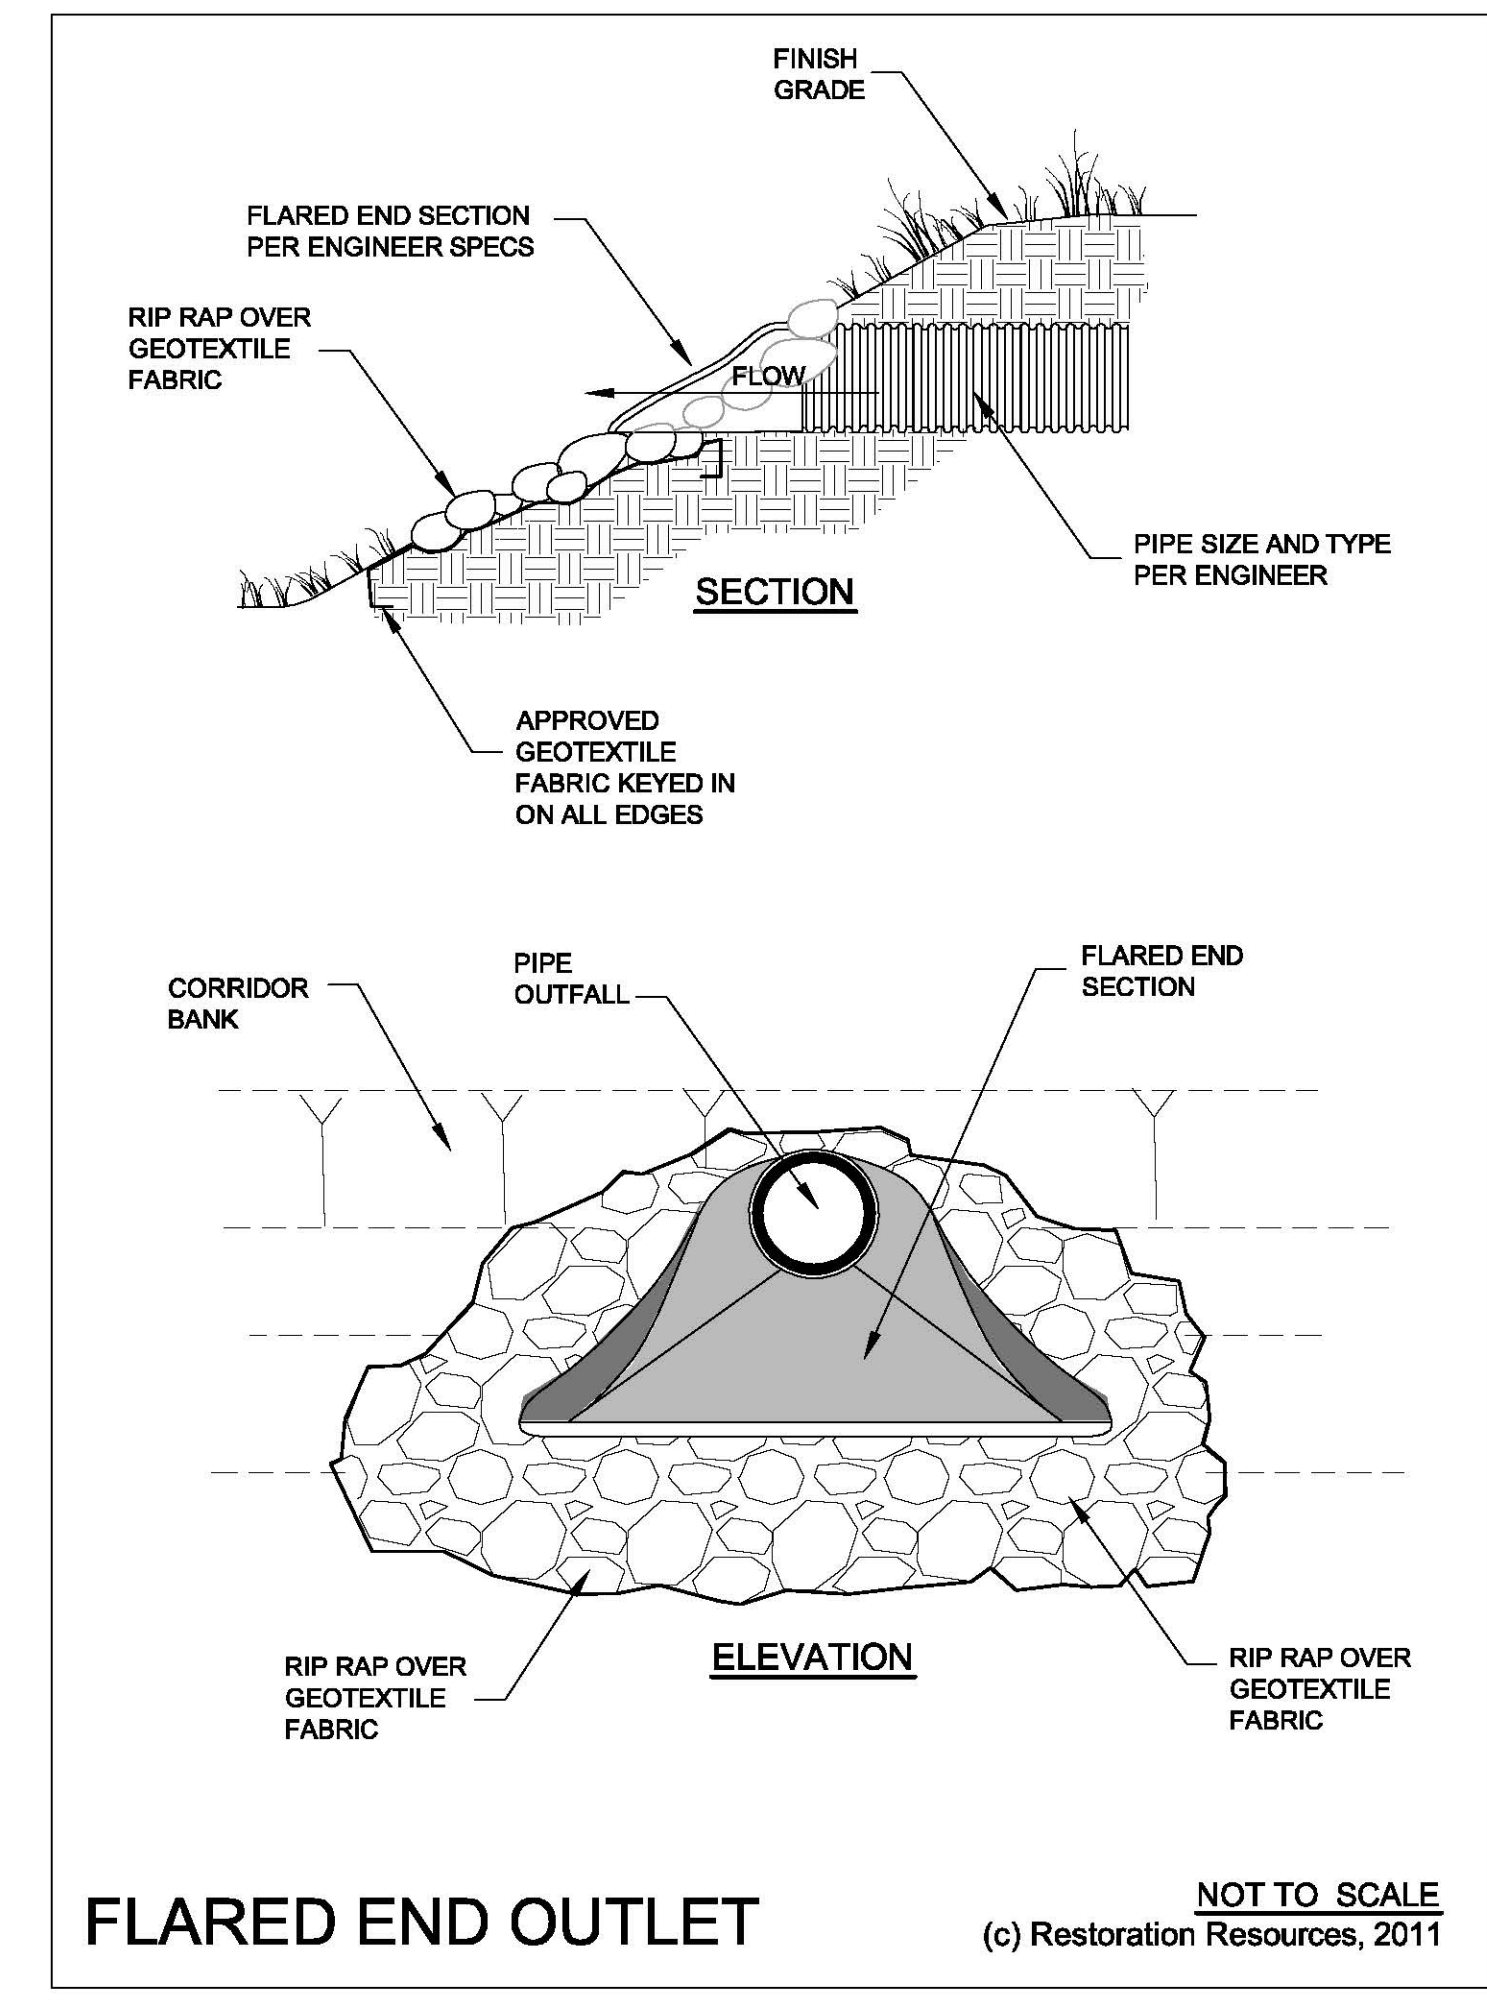 FINISH
GRADE
FLARED END SECTION
PER ENGINEER SPECS
RIP RAP OVER
GEOTEXTILE
FABRIC
FLOW
PIPE SIZE AND TYPE
PER ENGINEER
SECTION
APPROVED
GEOTEXTILE
FABRIC KEYED IN
ON ALL EDGES
CORRIDOR
BANK
PIPE
OUTFALL
FLARED END
SECTION
RIP RAP OVER
GEOTEXTILE
FABRIC
ELEVATION
RIP RAP OVER
GEOTEXTILE
FABRIC
FLARED END OUTLET
NOT TO SCALE
(c) Restoration Resources, 2011